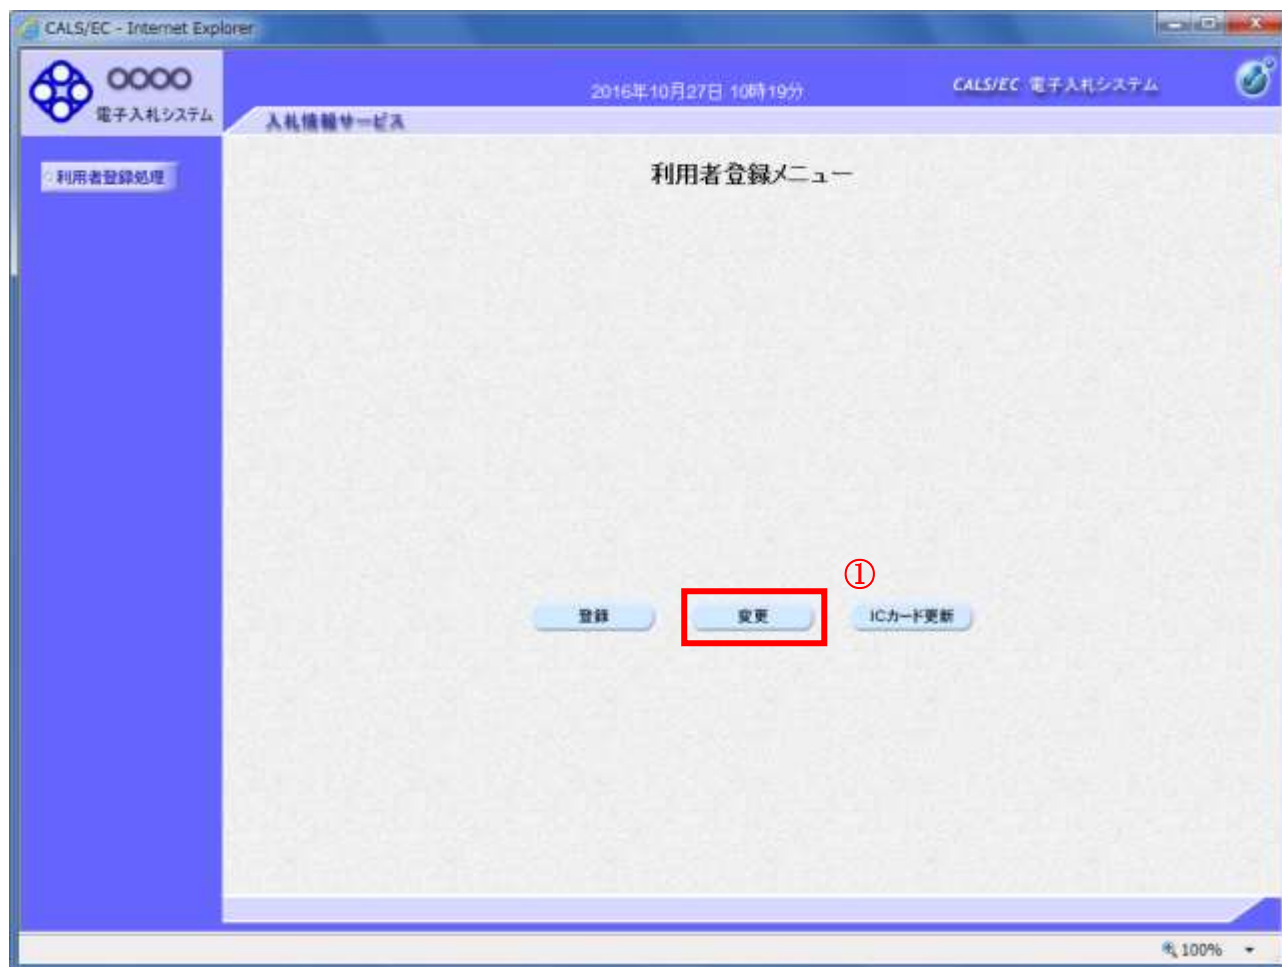 CALS/EC - Internet Explorer
OOOO
電子入札システム
2016年10月27日 10時19分
CALS/EC 電子入札システム
入札情報サービス
利用者登録処理
利用者登録メニュー
①
登録
変更
ICカード更新
100%